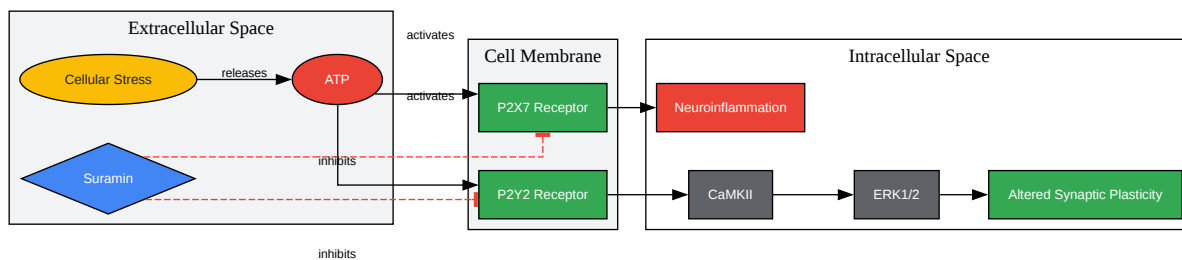 Extracellular Space
activates
Cell Membrane
Intracellular Space
Cellular Stress
releases
ATP
activates
P2X7 Receptor
Neuroinflammation
inhibits
Suramin
P2Y2 Receptor
CaMKII
ERK1/2
Altered Synaptic Plasticity
inhibits